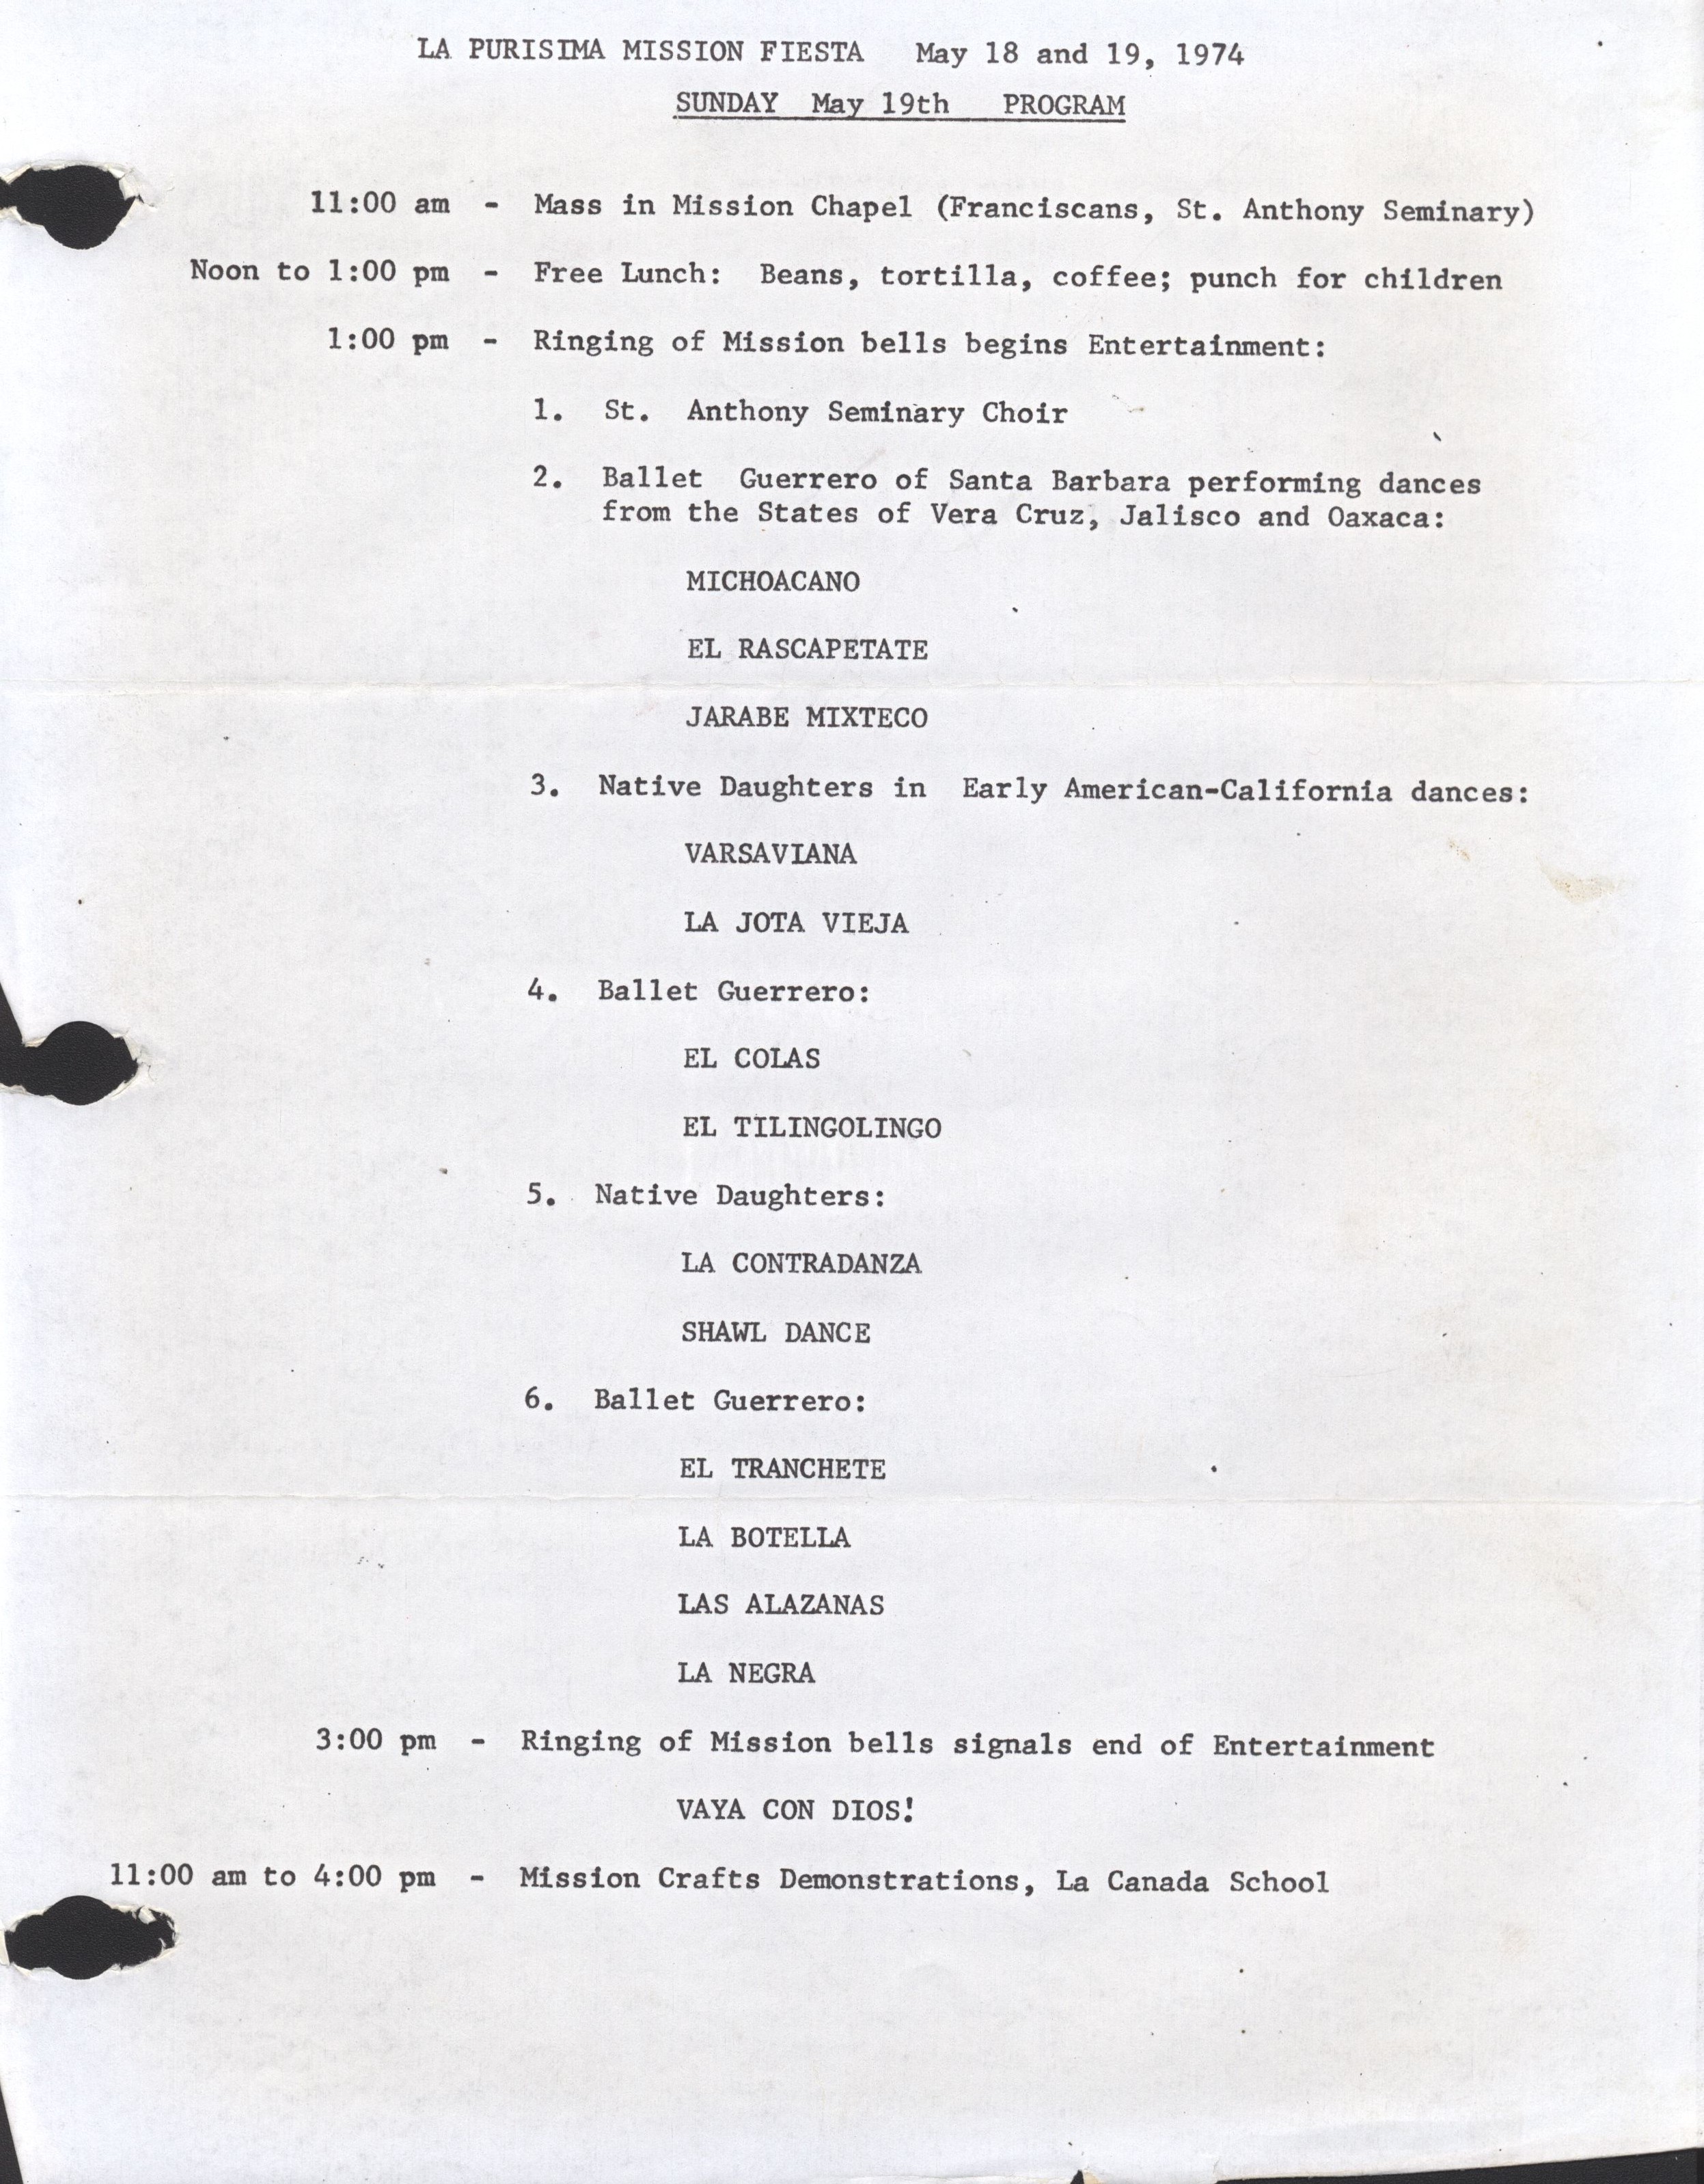 LA PURISIMA MISSION FIESTA May 18 and 19, 1974
SUNDAY May 19th PROGRAM
11:00 am - Mass in Mission Chapel (Franciscans, St. Anthony Seminary)
Noon to 1:00 pm - Free Lunch: Beans, tortilla, coffee; punch for children
1:00 pm - Ringing of Mission bells begins Entertainment:
1. St. Anthony Seminary Choir
2. Ballet Guerrero of Santa Barbara performing dances
from the States of Vera Cruz, Jalisco and Oaxaca:
MICHOACANO
EL RASCAPETATE
JARABE MIXTECO
3. Native Daughters in Early American-California dances:
VARSAVIANA
LA JOTA VIEJA
4. Ballet Guerrero:
EL COLAS
EL TILINGOLINGO
5. Native Daughters:
LA CONTRADANZA
SHAWL DANCE
6. Ballet Guerrero:
EL TRANCHETE
LA BOTELLA
LAS ALAZANAS
LA NEGRA
3:00 pm - Ringing of Mission bells signals end of Entertainment
VAYA CON DIOS!
11:00 am to 4:00 pm - Mission Crafts Demonstrations, La Canada School